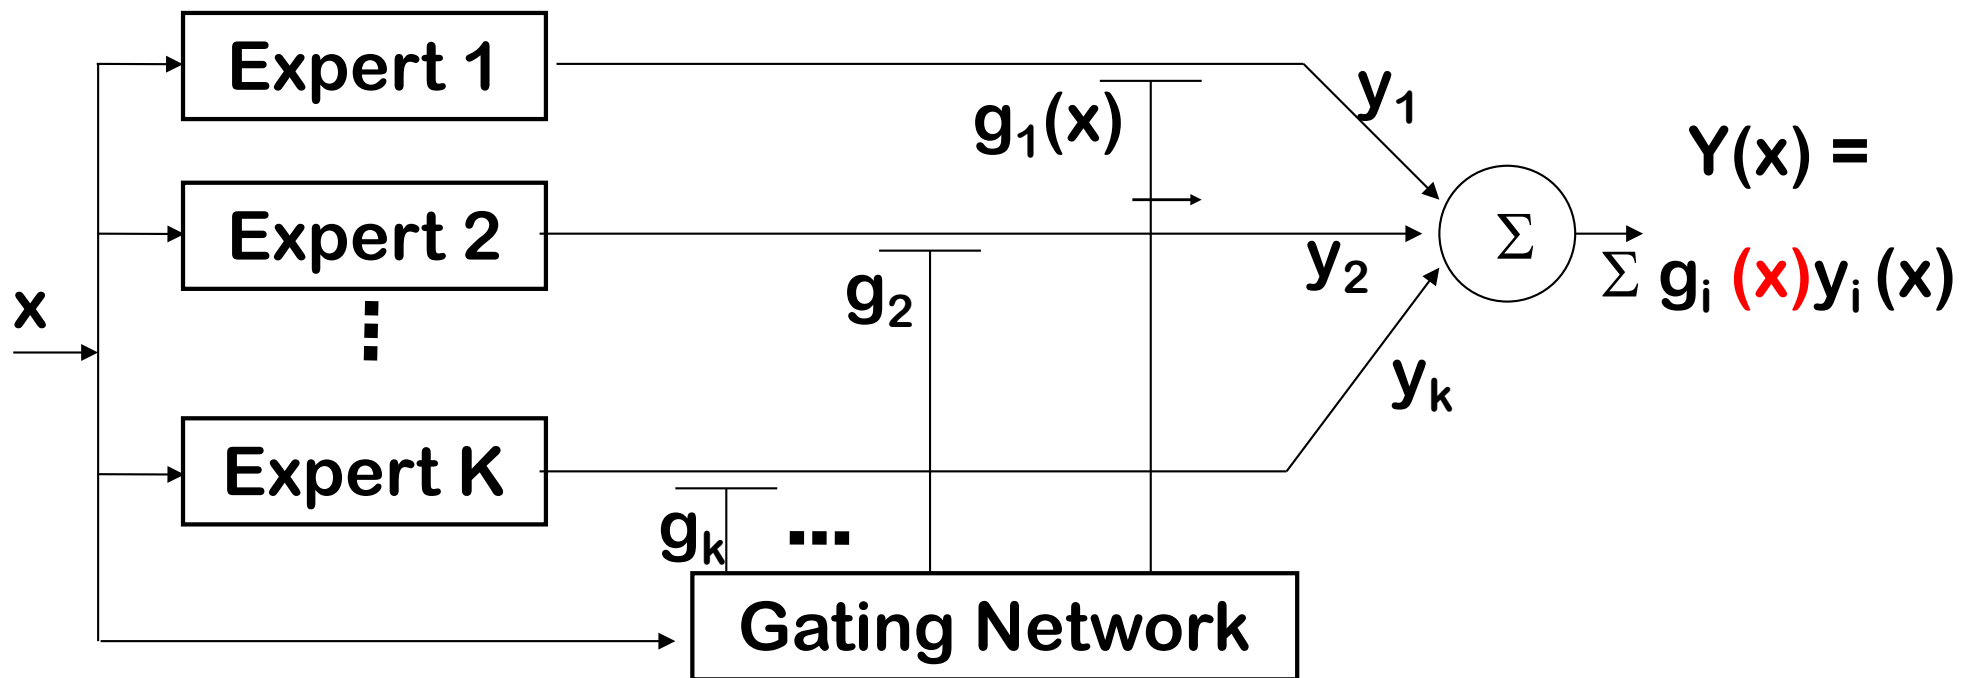 Expert 1
y₁
g₁(x)
Y(x) =
Expert 2
Σ
y₂
g₂
Σ gᵢ (x)yᵢ (x)
x
⋮
yₖ
Expert K
gₖ
...
Gating Network